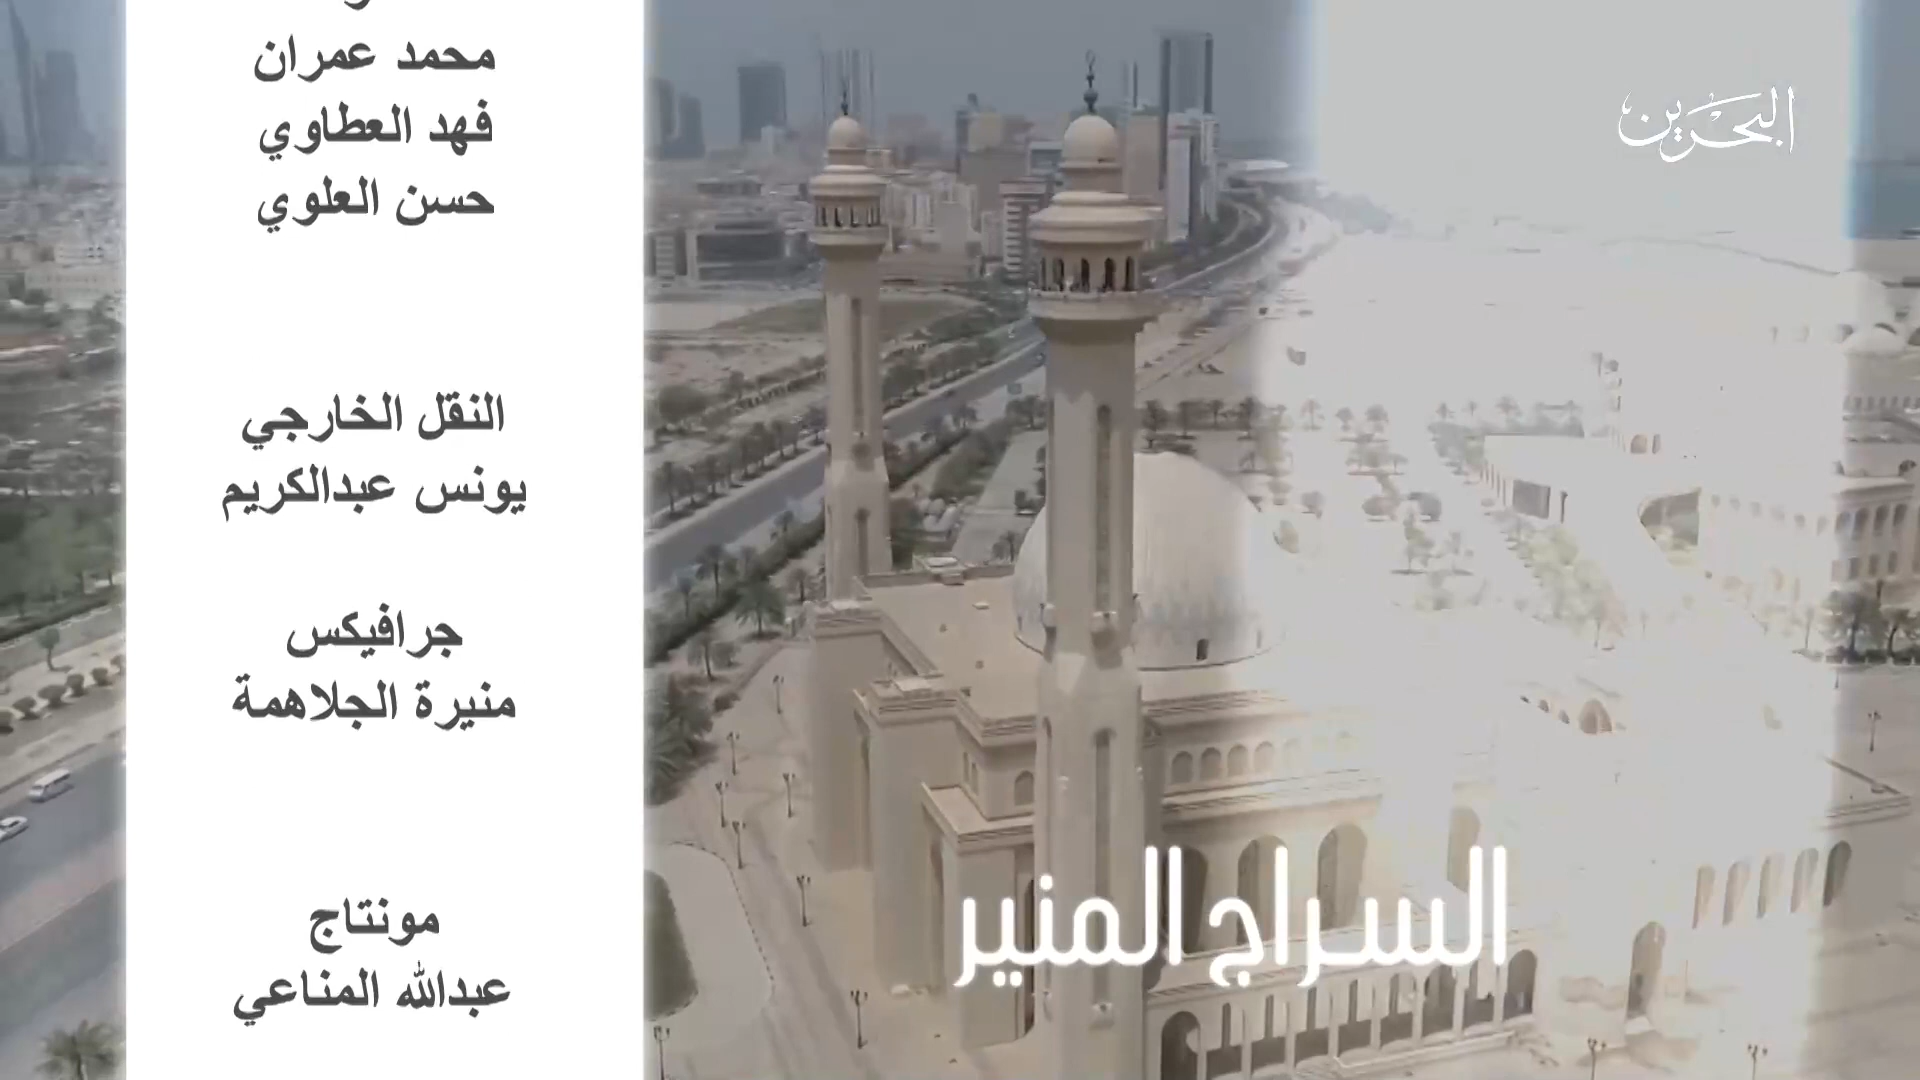 محمد عمران
فهد العطاوي
حسن العلوي
النقل الخارجي
يونس عبدالكريم
جرافيكس
منيرة الجلاهمة
مونتاج
عبدالله المناعي
البحرين
السراج المنير